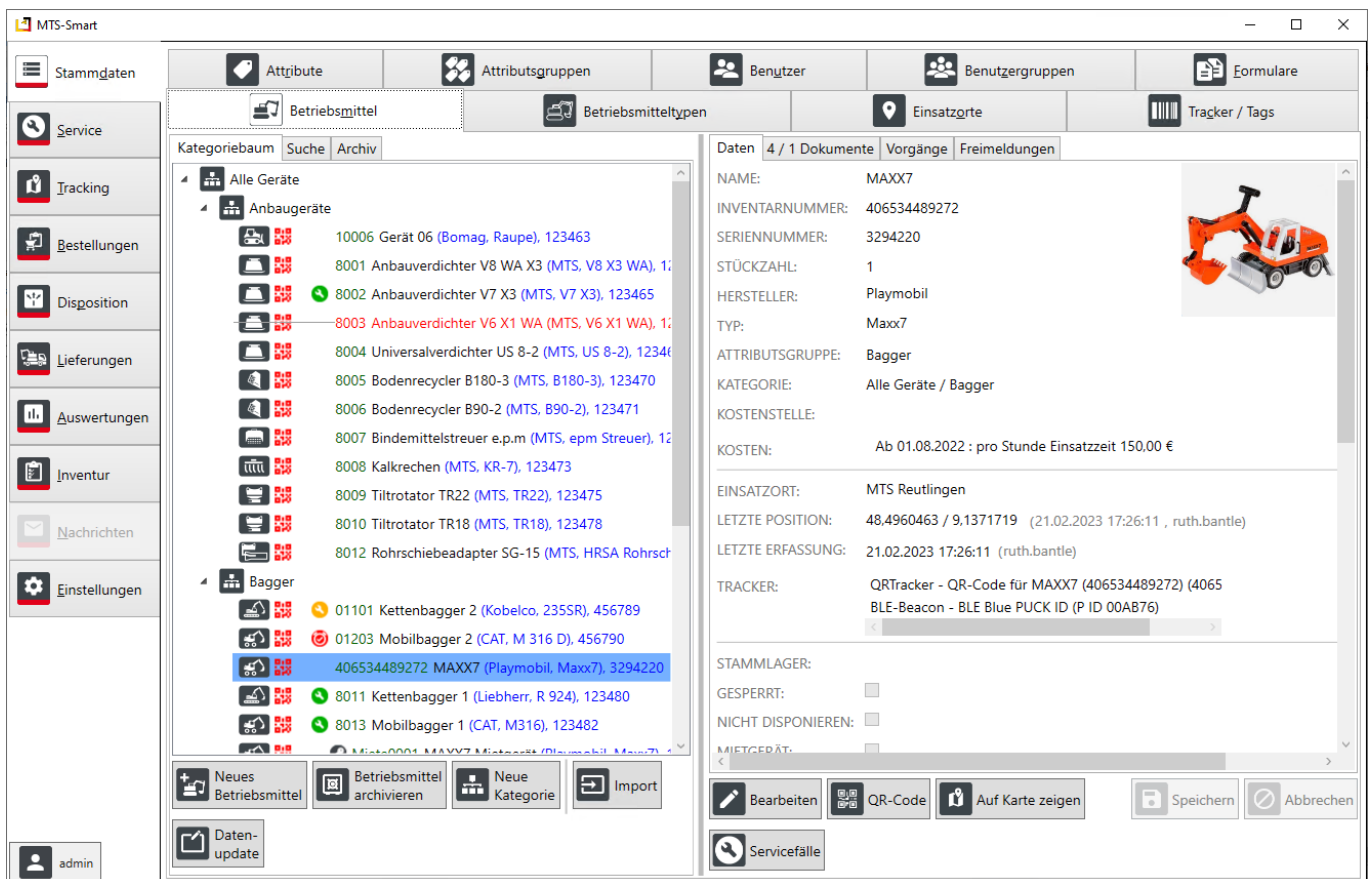 MTS-Smart
Stammdaten
Service
Tracking
Bestellungen
Disposition
Lieferungen
Auswertungen
Inventur
Nachrichten
Einstellungen
admin
Attribute
Attributsgruppen
Benutzer
Benutzergruppen
Formulare
Betriebsmittel
Betriebsmitteltypen
Einsatzorte
Tracker / Tags
Kategoriebaum Suche Archiv
Alle Geräte
Anbaugeräte
10006 Gerät 06 (Bomag, Raupe), 123463
8001 Anbauverdichter V8 WA X3 (MTS, V8 X3 WA), 12
8002 Anbauverdichter V7 X3 (MTS, V7 X3), 123465
8003 Anbauverdichter V6 X1 WA (MTS, V6 X1 WA), 12
8004 Universalverdichter US 8-2 (MTS, US 8-2), 12346
8005 Bodenrecycler B180-3 (MTS, B180-3), 123470
8006 Bodenrecycler B90-2 (MTS, B90-2), 123471
8007 Bindemittelstreuer e.p.m (MTS, epm Streuer), 12
8008 Kalkrechen (MTS, KR-7), 123473
8009 Tiltrotator TR22 (MTS, TR22), 123475
8010 Tiltrotator TR18 (MTS, TR18), 123478
8012 Rohrschiebeadapter SG-15 (MTS, HRSA Rohrsch
Bagger
01101 Kettenbagger 2 (Kobelco, 235SR), 456789
01203 Mobilbagger 2 (CAT, M 316 D), 456790
406534489272 MAXX7 (Playmobil, Maxx7), 3294220
8011 Kettenbagger 1 (Liebherr, R 924), 123480
8013 Mobilbagger 1 (CAT, M316), 123482
Miete0001 MAXX7 Mietgerät (Playmobil, Maxx7), 1
Neues Betriebsmittel
Betriebsmittel archivieren
Neue Kategorie
Import
Daten-
update
Daten 4 / 1 Dokumente Vorgänge Freimeldungen
NAME: MAXX7
INVENTARNUMMER: 406534489272
SERIENNUMMER: 3294220
STÜCKZAHL: 1
HERSTELLER: Playmobil
TYP: Maxx7
ATTRIBUTSGRUPPE: Bagger
KATEGORIE: Alle Geräte / Bagger
KOSTENSTELLE:
KOSTEN: Ab 01.08.2022 : pro Stunde Einsatzzeit 150,00 €
EINSATZORT: MTS Reutlingen
LETZTE POSITION: 48,4960463 / 9,1371719 (21.02.2023 17:26:11 , ruth.bantle)
LETZTE ERFASSUNG: 21.02.2023 17:26:11 (ruth.bantle)
TRACKER: QRTracker - QR-Code für MAXX7 (406534489272) (4065
BLE-Beacon - BLE Blue PUCK ID (P ID 00AB76)
STAMMLAGER:
GESPERRT:
NICHT DISPONIEREN:
MIETGERÄT:
Bearbeiten
QR-Code
Auf Karte zeigen
Speichern
Abbrechen
Servicefälle